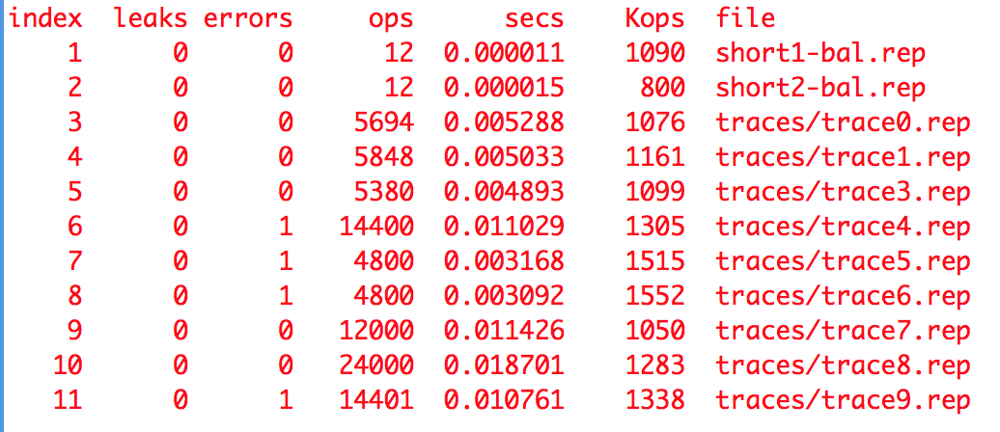 index leaks errors ops secs Kops file
1 0 0 12 0.000011 1090 short1-bal.rep
2 0 0 12 0.000015 800 short2-bal.rep
3 0 0 5694 0.005288 1076 traces/trace0.rep
4 0 0 5848 0.005033 1161 traces/trace1.rep
5 0 0 5380 0.004893 1099 traces/trace3.rep
6 0 1 14400 0.011029 1305 traces/trace4.rep
7 0 1 4800 0.003168 1515 traces/trace5.rep
8 0 1 4800 0.003092 1552 traces/trace6.rep
9 0 0 12000 0.011426 1050 traces/trace7.rep
10 0 0 24000 0.018701 1283 traces/trace8.rep
11 0 1 14401 0.010761 1338 traces/trace9.rep